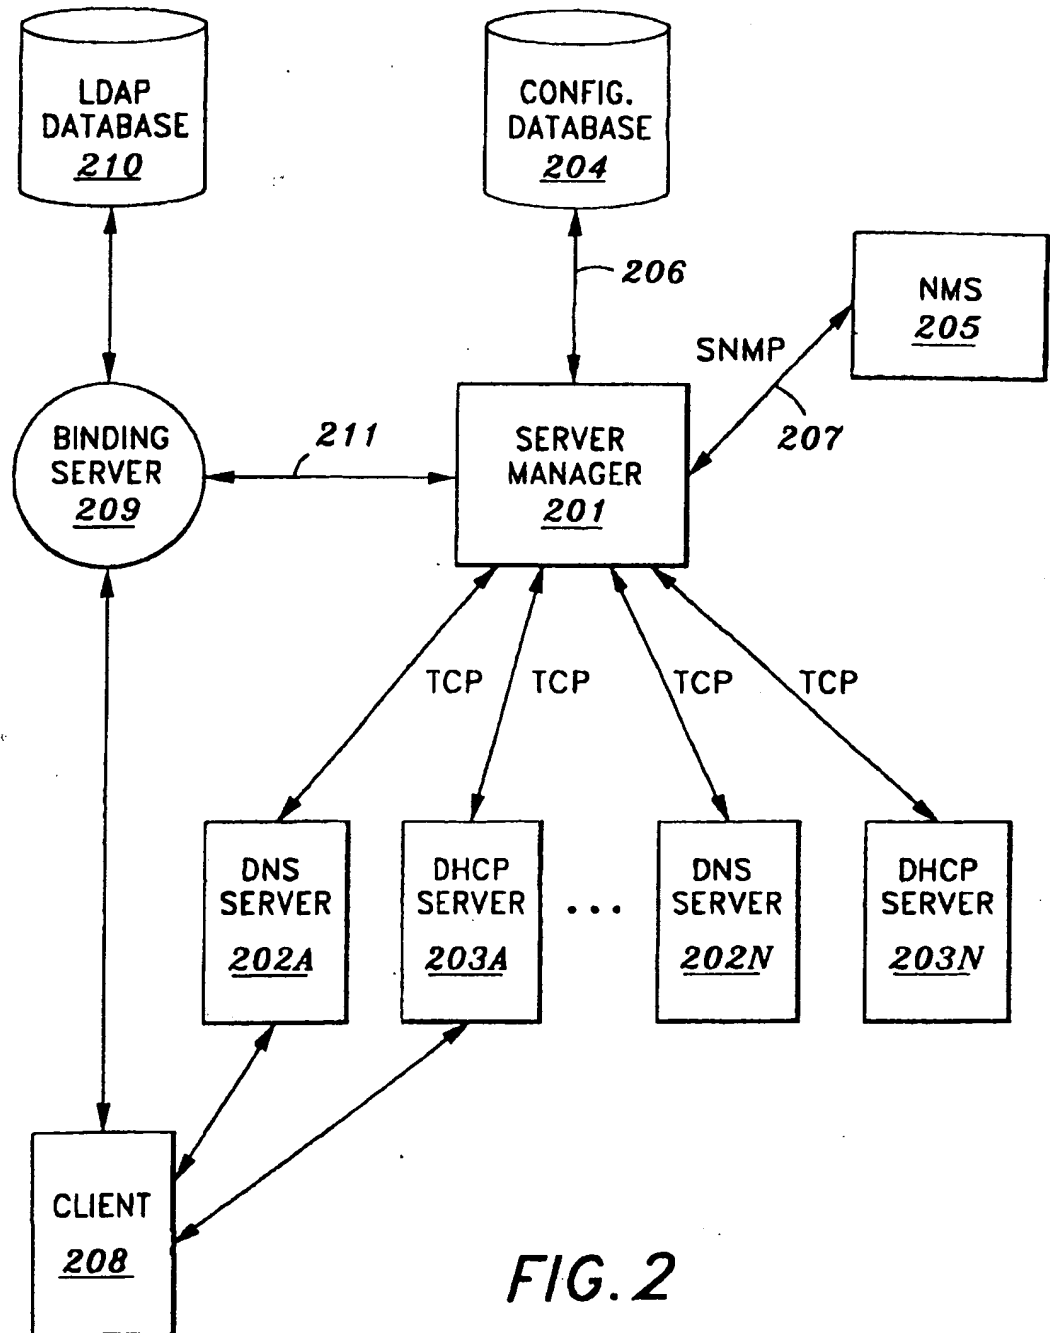 LDAP
DATABASE
210
CONFIG.
DATABASE
204
206
NMS
205
SNMP
207
BINDING
SERVER
209
211
SERVER
MANAGER
201
TCP
TCP
TCP
TCP
DNS
SERVER
202A
DHCP
SERVER
203A
...
DNS
SERVER
202N
DHCP
SERVER
203N
CLIENT
208
FIG. 2